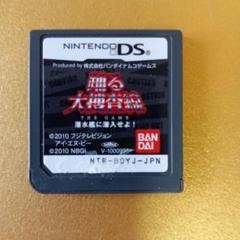 NINTENDO DS
Produced by 株式会社バンダイナムコゲームス
踊る
大捜査線
THE GAME
潜水艦に潜入せよ!
©2010 フジテレビジョン
アイ・エヌ・ピー
©2010 NBGI
BAN
DAI
NTR-BOYJ-JPN